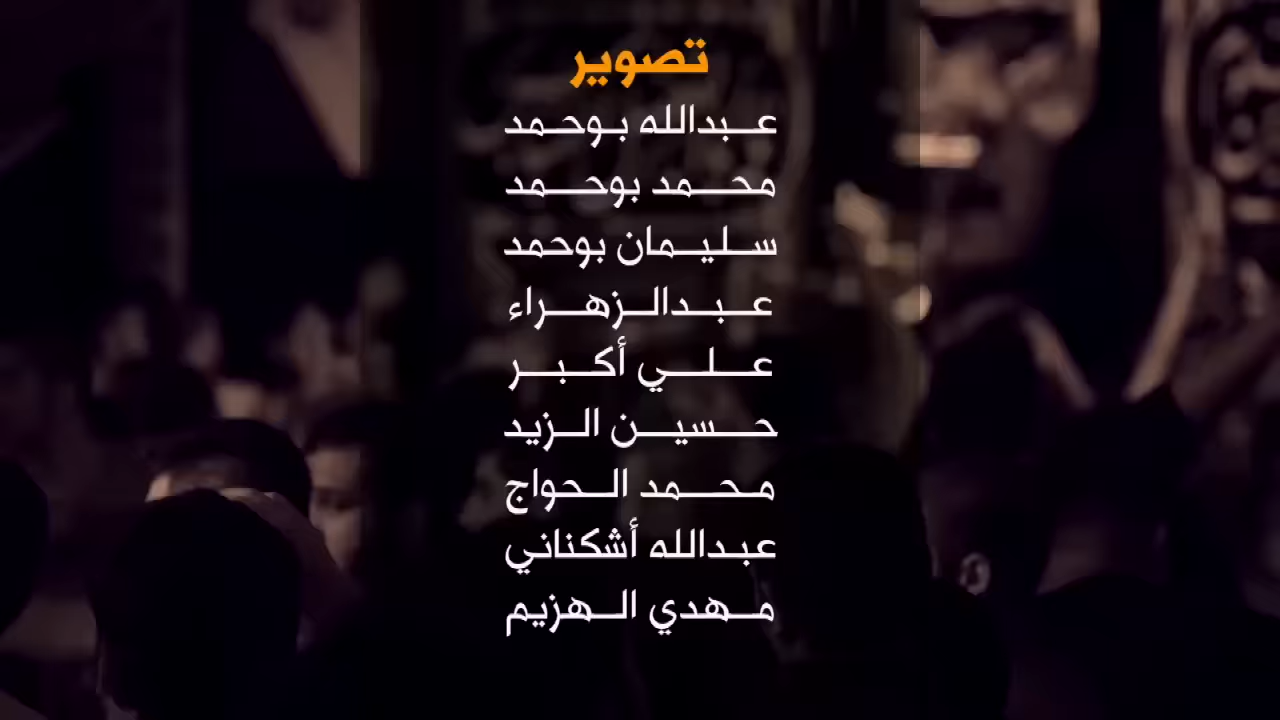 تصوير
عبدالله بوحمد
محمد بوحمد
سليمان بوحمد
عبدالزهراء
علي أكبر
حسين الزيد
محمد الحواج
عبدالله أشكناني
مهدي الهزيم